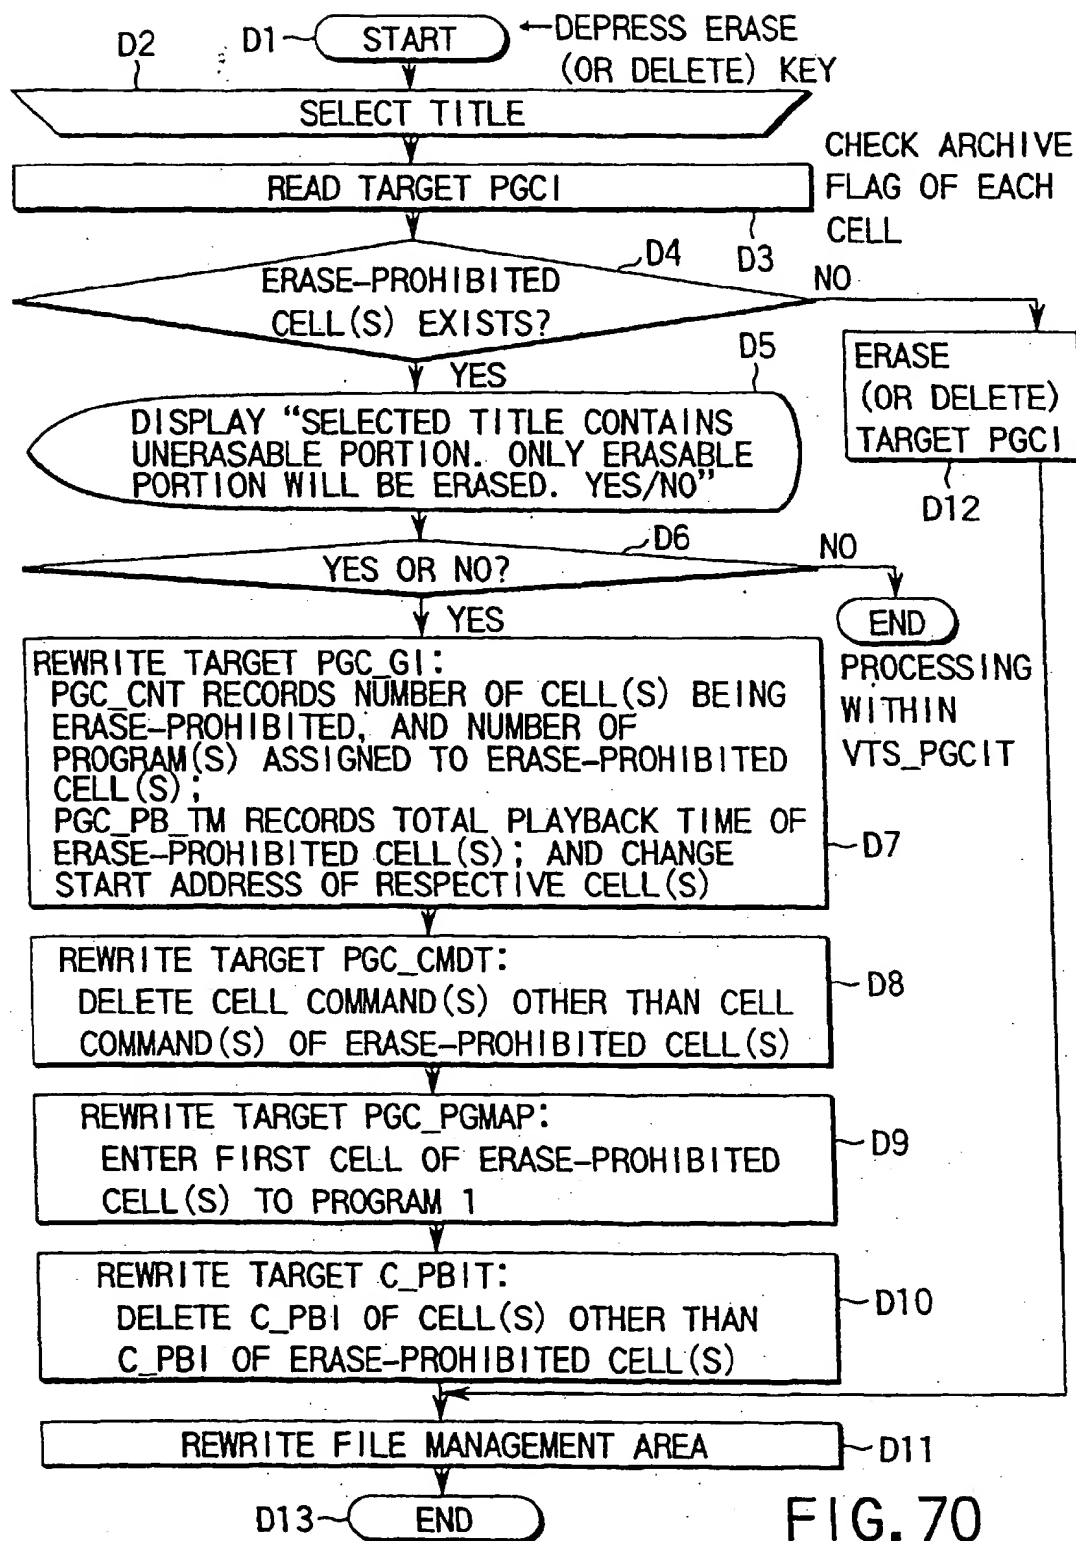 D1 START ←DEPRESS ERASE
(OR DELETE) KEY
D2
SELECT TITLE
READ TARGET PGCI
D3
CHECK ARCHIVE
FLAG OF EACH
CELL
D4
ERASE-PROHIBITED
CELL(S) EXISTS?
NO
YES
D5
ERASE
(OR DELETE)
TARGET PGCI
D12
DISPLAY “SELECTED TITLE CONTAINS
UNERASABLE PORTION. ONLY ERASABLE
PORTION WILL BE ERASED. YES/NO”
D6
YES OR NO?
NO
YES
END
PROCESSING
WITHIN
VTS_PGCIT
REWRITE TARGET PGC_GI:
PGC_CNT RECORDS NUMBER OF CELL(S) BEING
ERASE-PROHIBITED, AND NUMBER OF
PROGRAM(S) ASSIGNED TO ERASE-PROHIBITED
CELL(S);
PGC_PB_TM RECORDS TOTAL PLAYBACK TIME OF
ERASE-PROHIBITED CELL(S); AND CHANGE
START ADDRESS OF RESPECTIVE CELL(S)
D7
REWRITE TARGET PGC_CMDT:
DELETE CELL COMMAND(S) OTHER THAN CELL
COMMAND(S) OF ERASE-PROHIBITED CELL(S)
D8
REWRITE TARGET PGC_PGMAP:
ENTER FIRST CELL OF ERASE-PROHIBITED
CELL(S) TO PROGRAM 1
D9
REWRITE TARGET C_PBIT:
DELETE C_PBI OF CELL(S) OTHER THAN
C_PBI OF ERASE-PROHIBITED CELL(S)
D10
REWRITE FILE MANAGEMENT AREA
D11
D13 END
FIG. 70